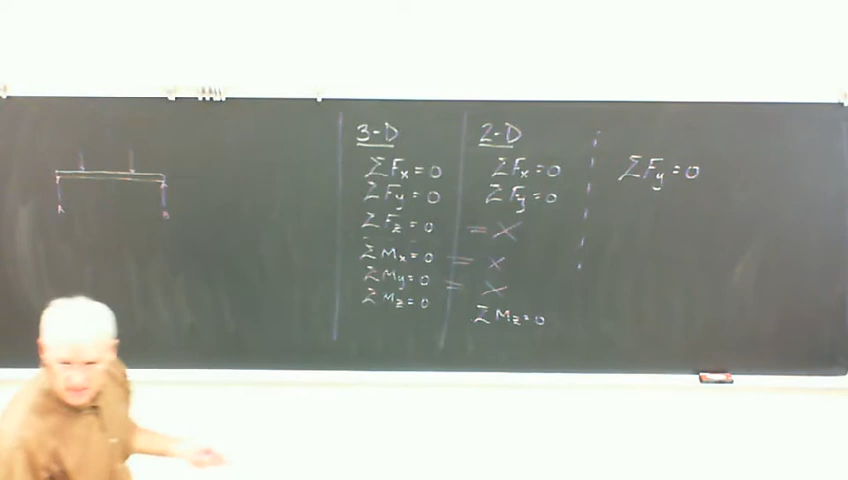 3-D
ΣFx=0
ΣFy=0
ΣFz=0
ΣMx=0
ΣMy=0
ΣMz=0
2-D
ΣFx=0
ΣFy=0
= X
= X
= X
ΣMz=0
ΣFy=0
A
B